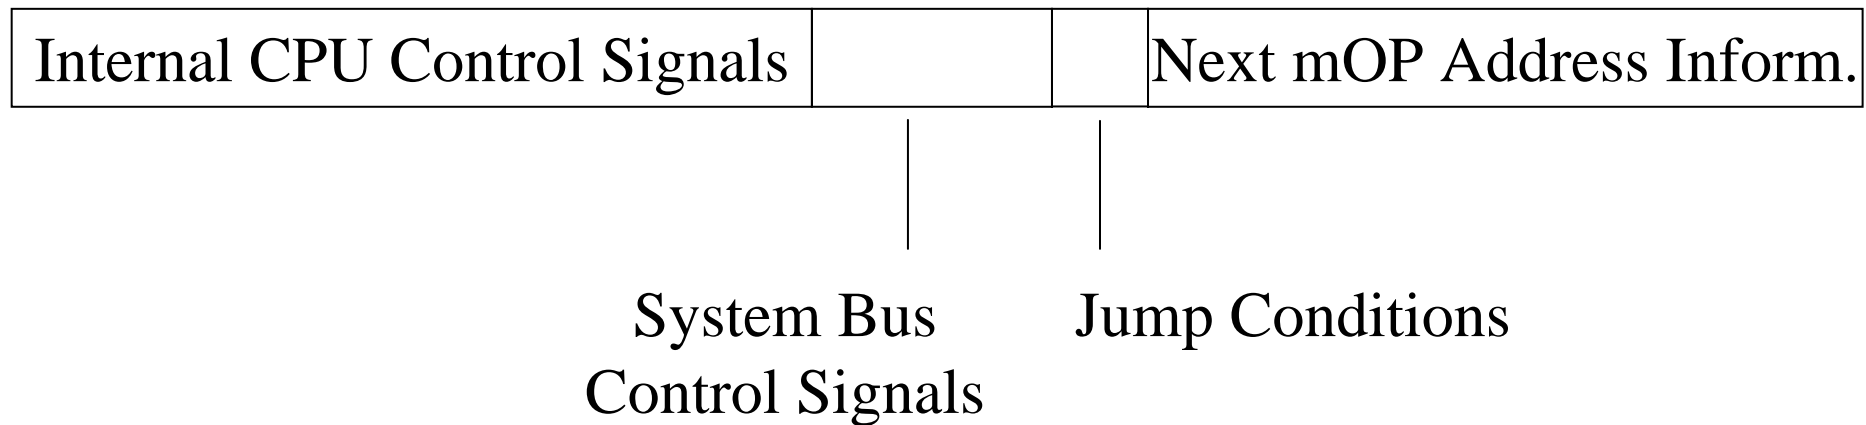 Internal CPU Control Signals
Next mOP Address Inform.
System Bus
Control Signals
Jump Conditions